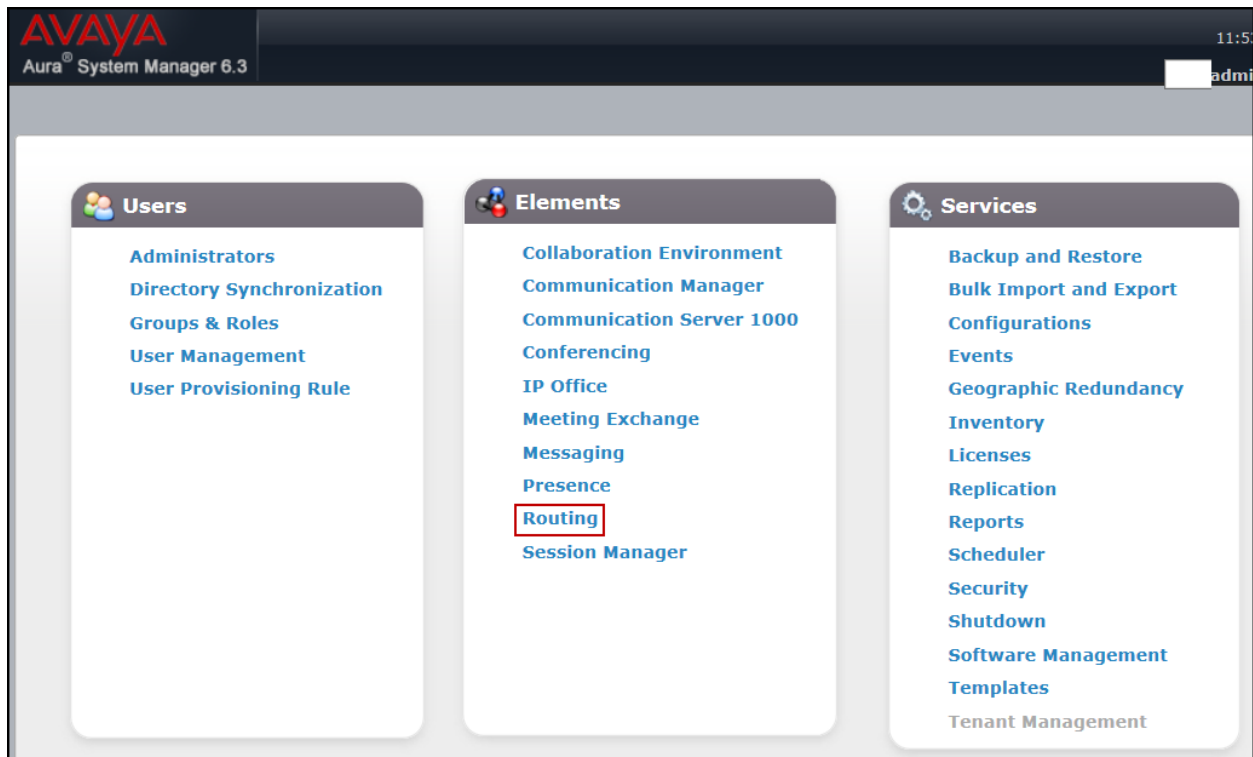 AVAYA
Aura® System Manager 6.3
11:53
admi
Users
Administrators
Directory Synchronization
Groups & Roles
User Management
User Provisioning Rule
Elements
Collaboration Environment
Communication Manager
Communication Server 1000
Conferencing
IP Office
Meeting Exchange
Messaging
Presence
Routing
Session Manager
Services
Backup and Restore
Bulk Import and Export
Configurations
Events
Geographic Redundancy
Inventory
Licenses
Replication
Reports
Scheduler
Security
Shutdown
Software Management
Templates
Tenant Management